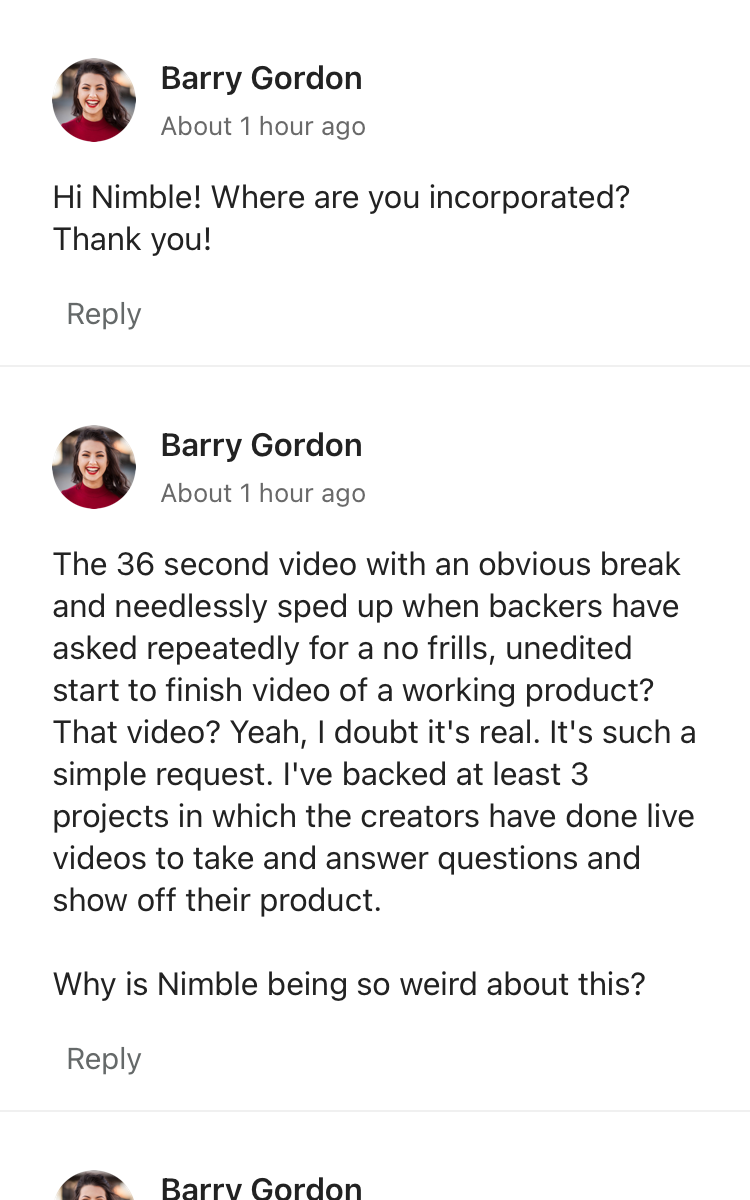 Barry Gordon
About 1 hour ago
Hi Nimble! Where are you incorporated?
Thank you!
Reply
Barry Gordon
About 1 hour ago
The 36 second video with an obvious break
and needlessly sped up when backers have
asked repeatedly for a no frills, unedited
start to finish video of a working product?
That video? Yeah, I doubt it's real. It's such a
simple request. I've backed at least 3
projects in which the creators have done live
videos to take and answer questions and
show off their product.
Why is Nimble being so weird about this?
Reply
Barry Gordon